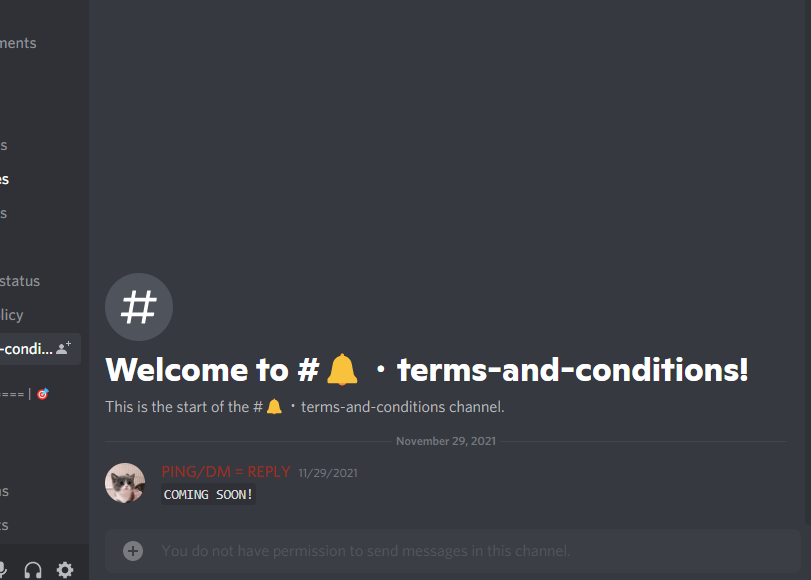 ments
s
es
s
status
licy
-condi...
==== | 🎯
s
ts
#
Welcome to #🔔・terms-and-conditions!
This is the start of the #🔔・terms-and-conditions channel.
November 29, 2021
PING/DM = REPLY 11/29/2021
COMING SOON!
You do not have permission to send messages in this channel.